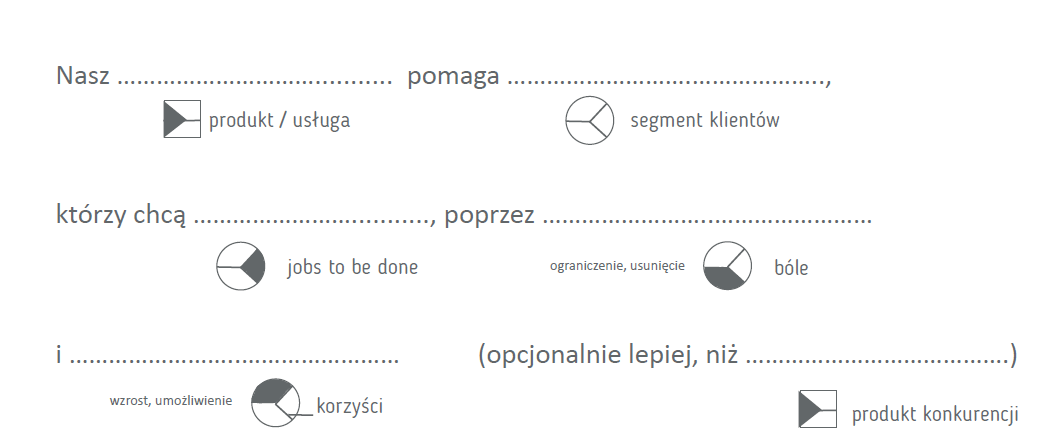 Nasz ……………………………........... pomaga …………………………………………….,
produkt / usługa segment klientów
którzy chcą ……………………..........., poprzez ……………………….…………………….
jobs to be done ograniczenie, usunięcie bóle
i ……………………..…………………… (opcjonalnie lepiej, niż ………………………………….)
wzrost, umożliwienie korzyści produkt konkurencji